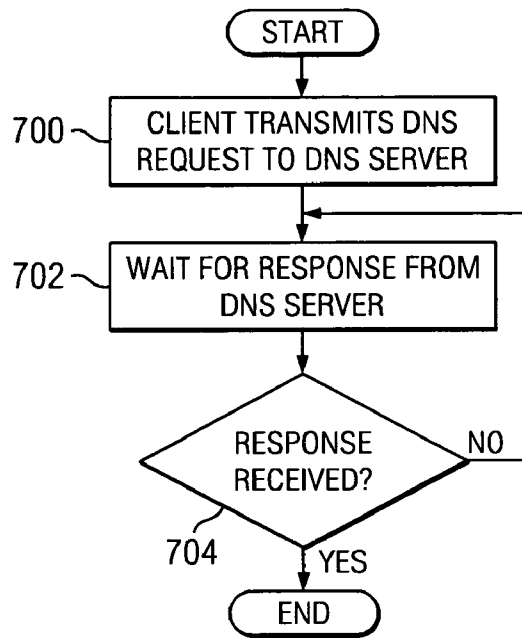 START
700
CLIENT TRANSMITS DNS
REQUEST TO DNS SERVER
702
WAIT FOR RESPONSE FROM
DNS SERVER
RESPONSE
RECEIVED?
NO
704
YES
END